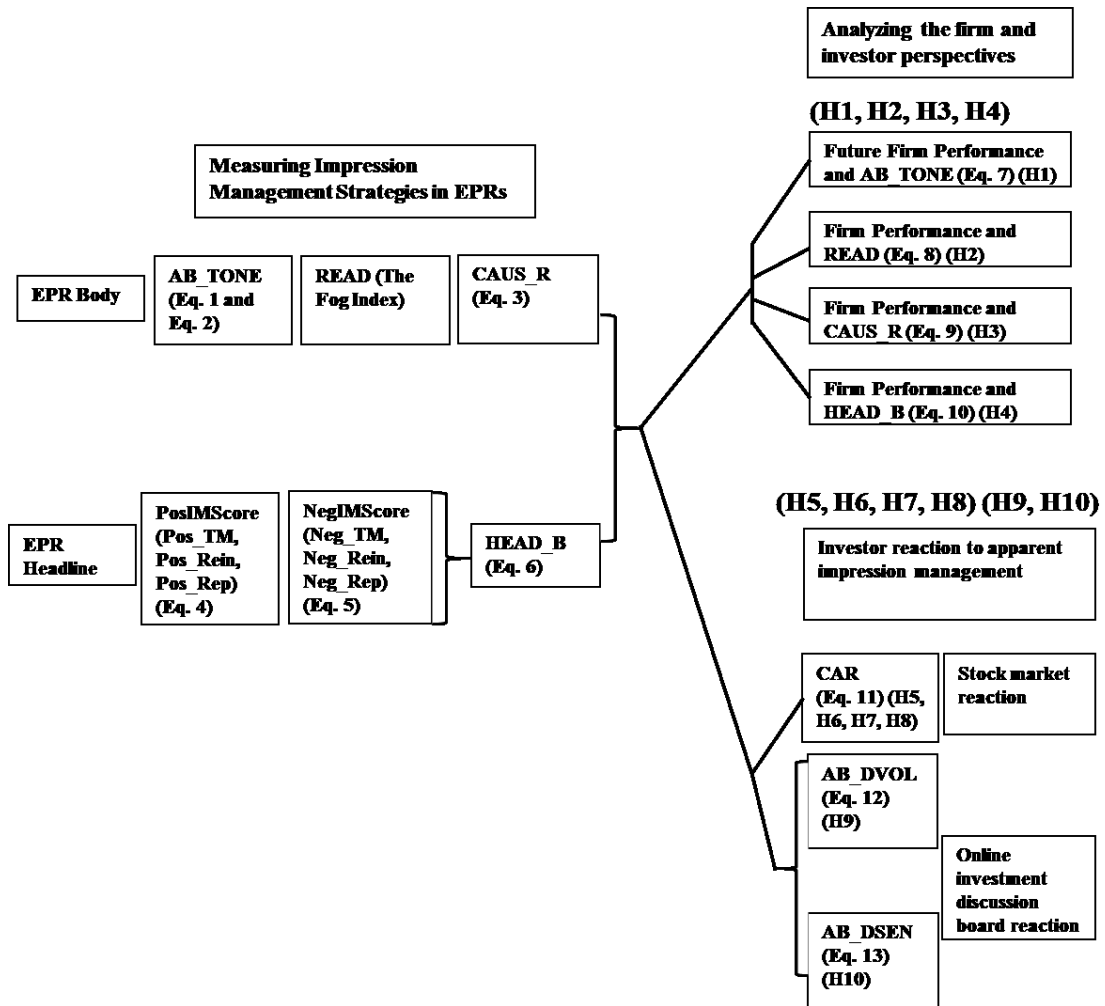 Analyzing the firm and
investor perspectives
(H1, H2, H3, H4)
Future Firm Performance
and AB_TONE (Eq. 7) (H1)
Measuring Impression
Management Strategies in EPRs
Firm Performance and
READ (Eq. 8) (H2)
EPR Body
AB_TONE
(Eq. 1 and
Eq. 2)
READ (The
Fog Index)
CAUS_R
(Eq. 3)
Firm Performance and
CAUS_R (Eq. 9) (H3)
Firm Performance and
HEAD_B (Eq. 10) (H4)
EPR
Headline
PosIMScore
(Pos_TM,
Pos_Rein,
Pos_Rep)
(Eq. 4)
NegIMScore
(Neg_TM,
Neg_Rein,
Neg_Rep)
(Eq. 5)
HEAD_B
(Eq. 6)
(H5, H6, H7, H8) (H9, H10)
Investor reaction to apparent
impression management
CAR
(Eq. 11) (H5,
H6, H7, H8)
Stock market
reaction
AB_DVOL
(Eq. 12)
(H9)
Online
investment
discussion
board reaction
AB_DSEN
(Eq. 13)
(H10)